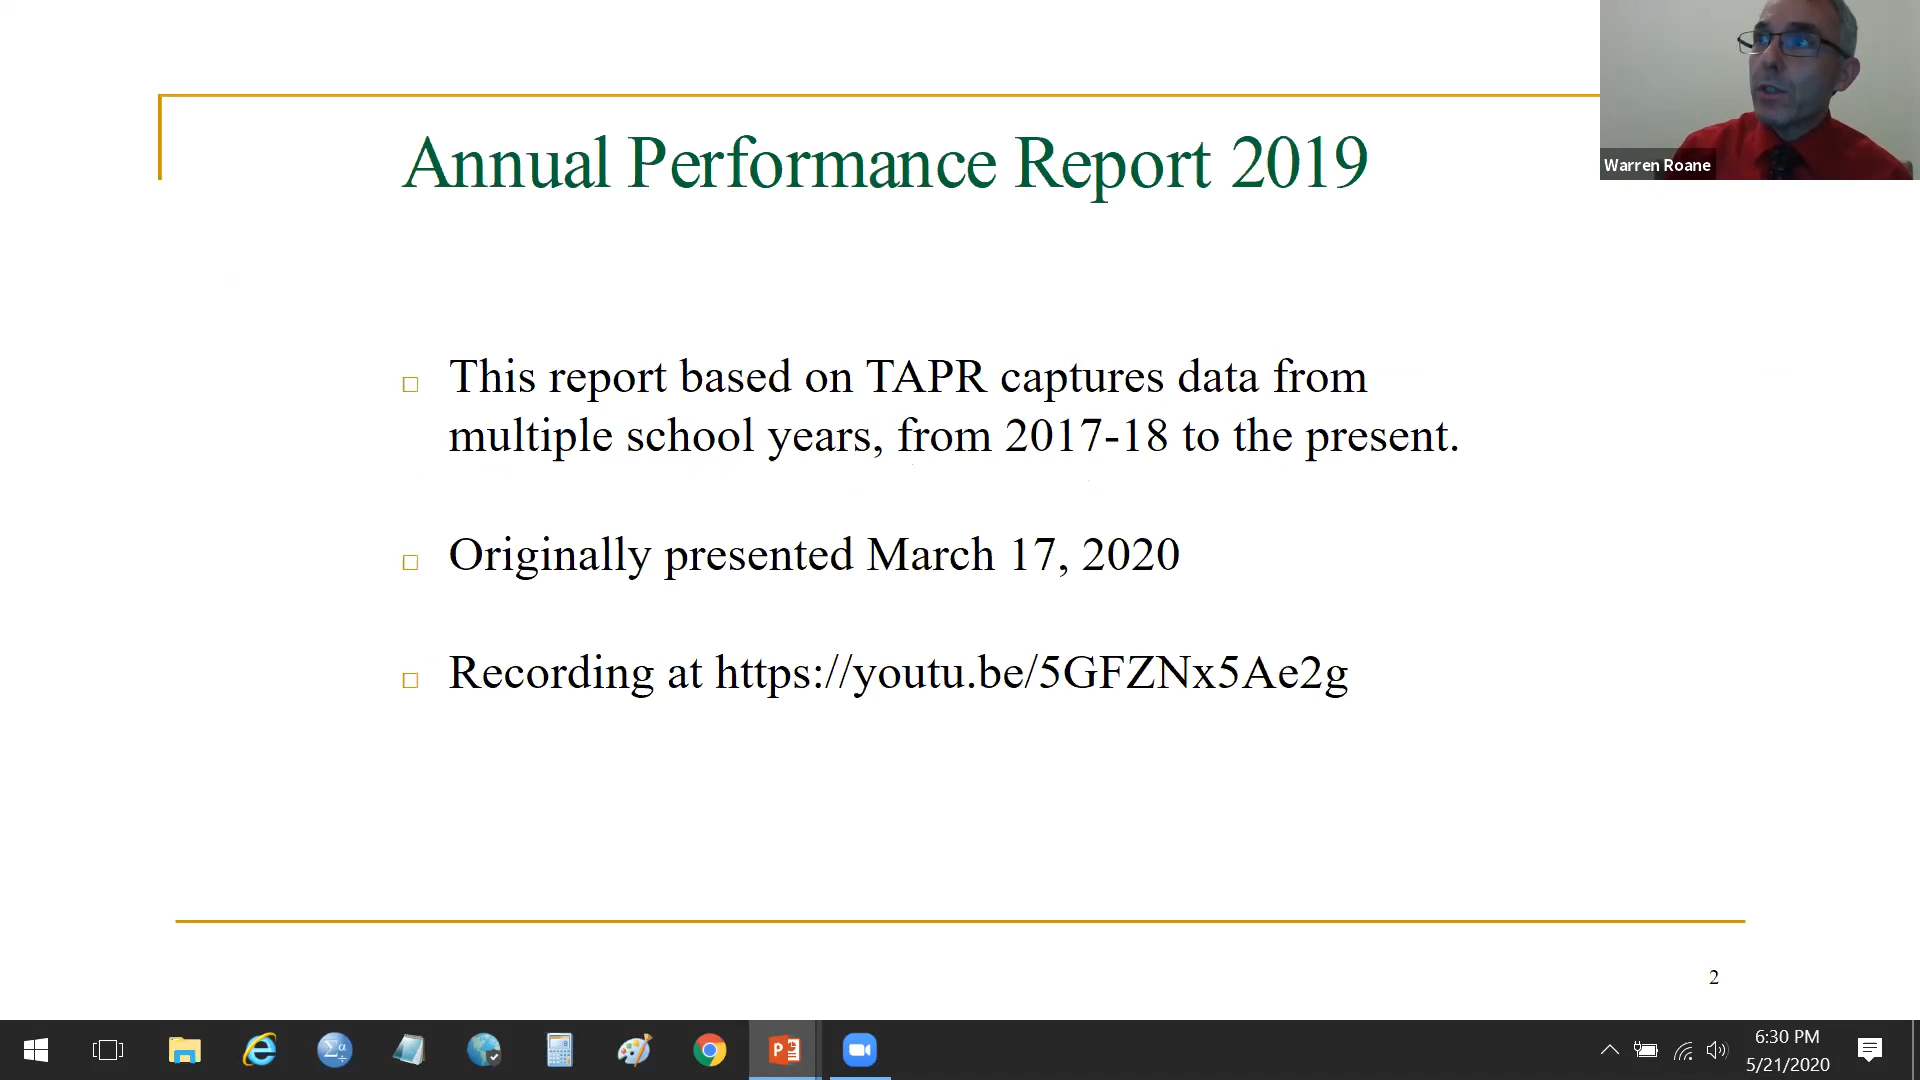 Annual Performance Report 2019
Warren Roane
This report based on TAPR captures data from
multiple school years, from 2017-18 to the present.
Originally presented March 17, 2020
Recording at https://youtu.be/5GFZNx5Ae2g
2
6:30 PM
5/21/2020